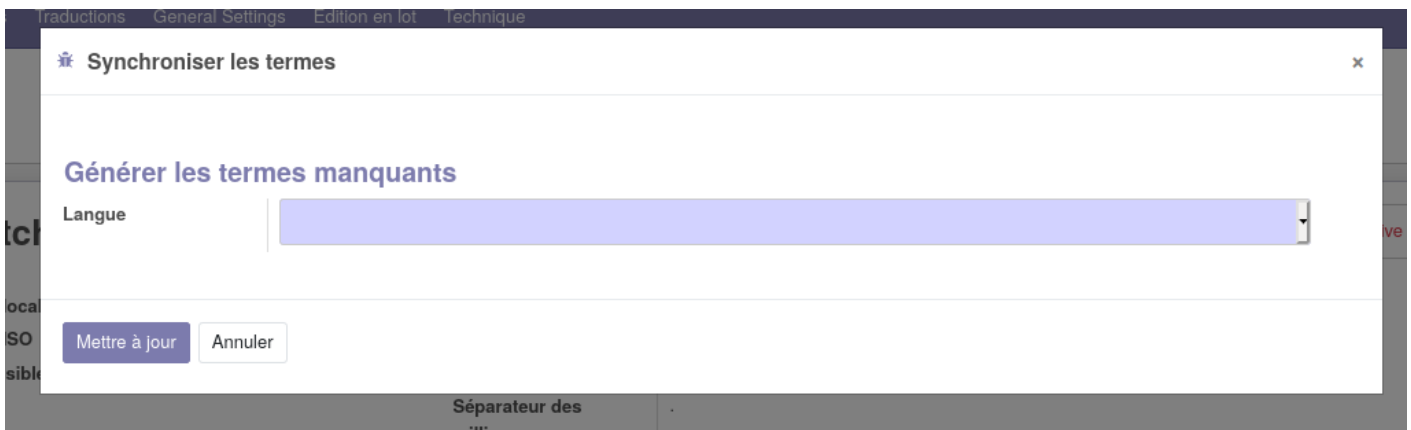 Traductions General Settings Edition en lot Technique
Synchroniser les termes
×
Générer les termes manquants
Langue
Mettre à jour Annuler
Séparateur des
.